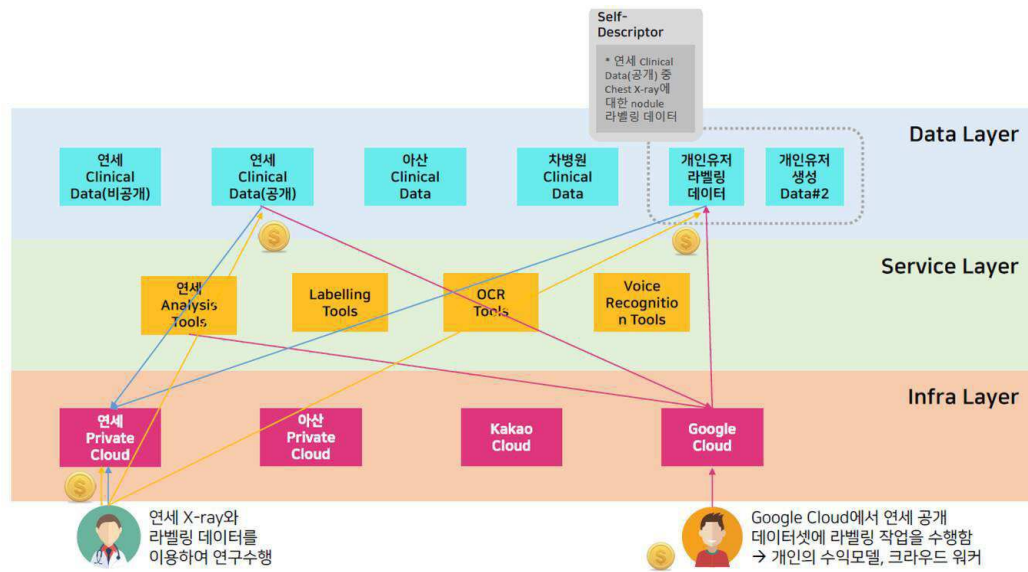 Self-
Descriptor
* 연세 Clinical
Data(공개) 중
Chest X-ray에
대한 nodule
라벨링 데이터
Data Layer
연세
Clinical
Data(비공개)
연세
Clinical
Data(공개)
아산
Clinical
Data
차병원
Clinical
Data
개인유저
라벨링
데이터
개인유저
생성
Data#2
$
$
Service Layer
연세
Analysis
Tools
Labelling
Tools
OCR
Tools
Voice
Recognitio
n Tools
Infra Layer
연세
Private
Cloud
아산
Private
Cloud
Kakao
Cloud
Google
Cloud
$
연세 X-ray와
라벨링 데이터를
이용하여 연구수행
$
Google Cloud에서 연세 공개
데이터셋에 라벨링 작업을 수행함
→ 개인의 수익모델, 크라우드 워커